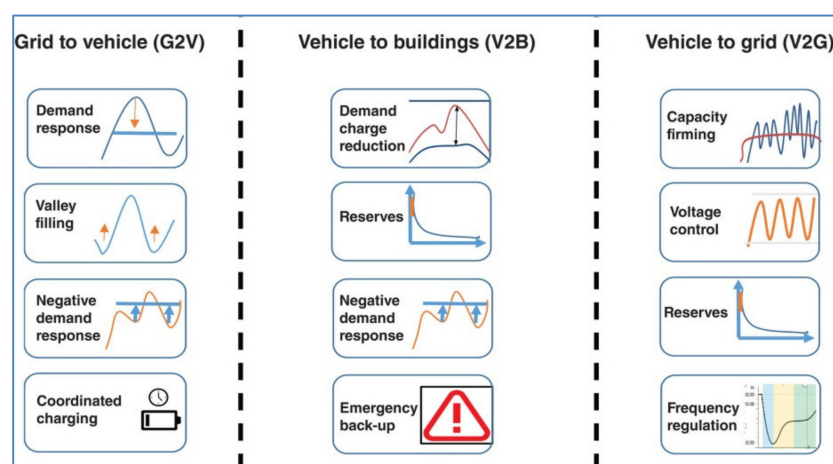 Grid to vehicle (G2V)
Demand
response
Valley
filling
Negative
demand
response
Coordinated
charging
Vehicle to buildings (V2B)
Demand
charge
reduction
Reserves
Negative
demand
response
Emergency
back-up
Vehicle to grid (V2G)
Capacity
firming
Voltage
control
Reserves
Frequency
regulation